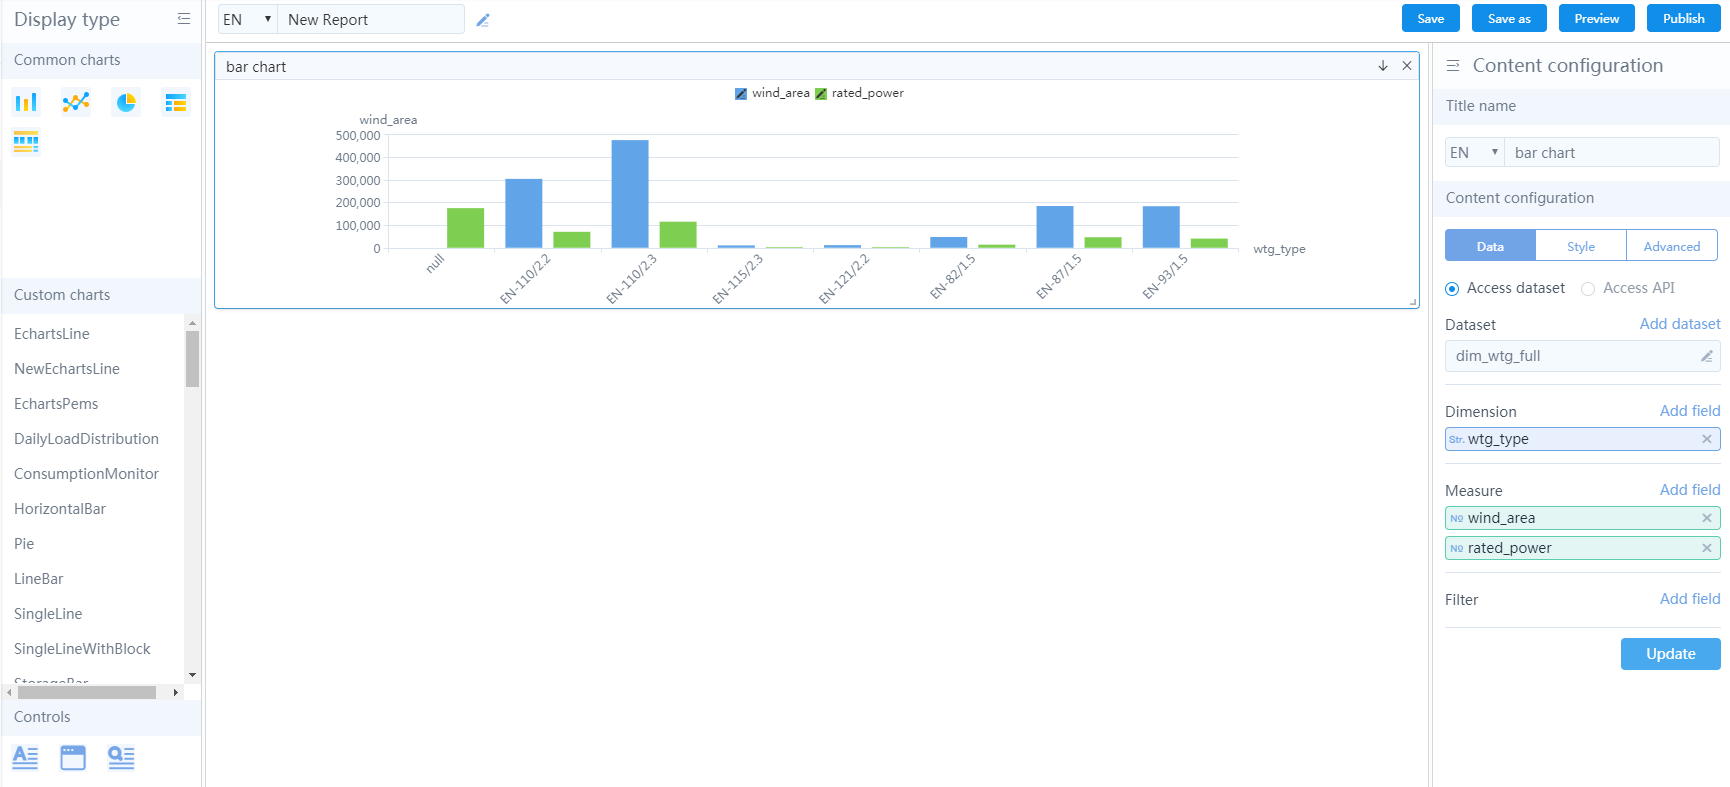 Display type
EN
New Report
Save
Save as
Preview
Publish
Common charts
Custom charts
EchartsLine
NewEchartsLine
EchartsPems
DailyLoadDistribution
ConsumptionMonitor
HorizontalBar
Pie
LineBar
SingleLine
SingleLineWithBlock
StorageBar
Controls
bar chart
wind_area rated_power
wind_area
500,000
400,000
300,000
200,000
100,000
0
null
EN-110/2.2
EN-110/2.3
EN-115/2.3
EN-121/2.2
EN-82/1.5
EN-87/1.5
EN-93/1.5
wtg_type
Content configuration
Title name
EN bar chart
Content configuration
Data Style Advanced
Access dataset Access API
Dataset Add dataset
dim_wtg_full
Dimension Add field
Str. wtg_type
Measure Add field
No wind_area
No rated_power
Filter Add field
Update